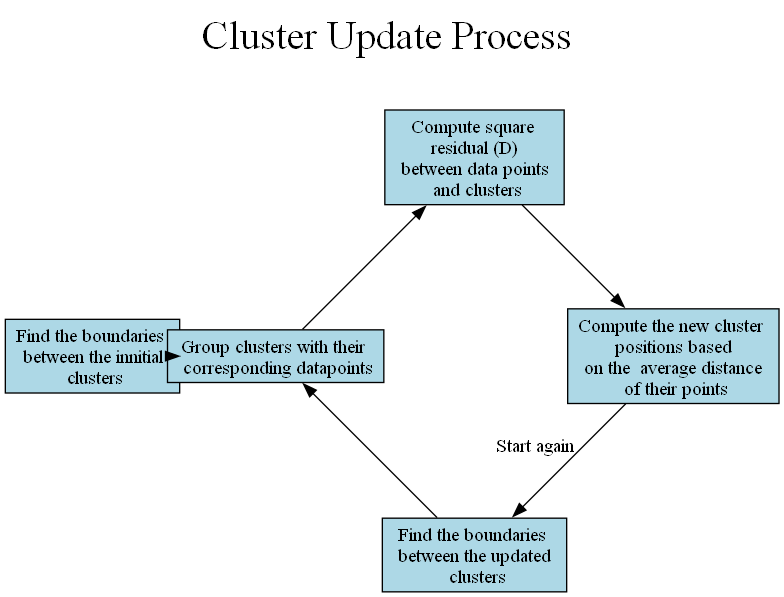 Cluster Update Process
Compute square
residual (D)
between data points
and clusters
Find the boundaries
between the innitial
clusters
Group clusters with their
corresponding datapoints
Compute the new cluster
positions based
on the  average distance
of their points
Start again
Find the boundaries
between the updated
clusters